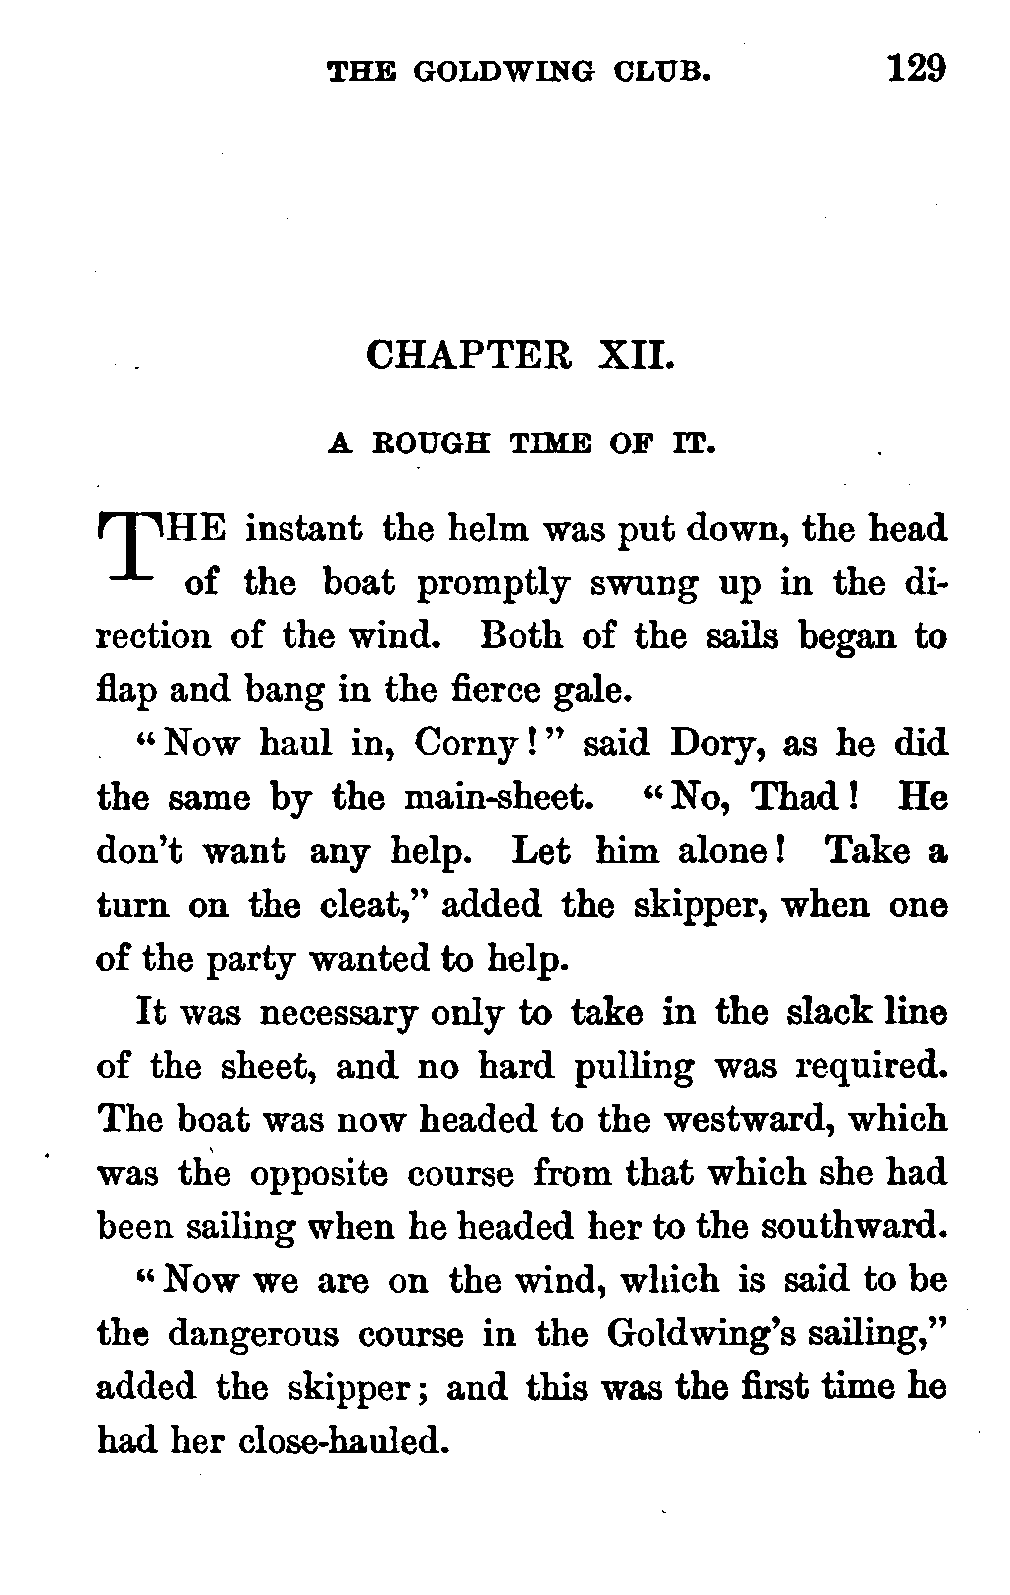 THE GOLDWING CLUB. 129
CHAPTER XII.
A ROUGH TIME OF IT.
THE instant the helm was put down, the head
of the boat promptly swung up in the di-
rection of the wind. Both of the sails began to
flap and bang in the fierce gale.
“Now haul in, Corny!” said Dory, as he did
the same by the main-sheet. “No, Thad! He
don’t want any help. Let him alone! Take a
turn on the cleat,” added the skipper, when one
of the party wanted to help.
It was necessary only to take in the slack line
of the sheet, and no hard pulling was required.
The boat was now headed to the westward, which
was the opposite course from that which she had
been sailing when he headed her to the southward.
“Now we are on the wind, which is said to be
the dangerous course in the Goldwing’s sailing,”
added the skipper; and this was the first time he
had her close-hauled.